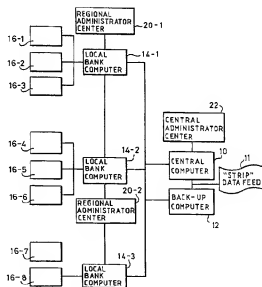 REGIONAL
ADMINISTRATOR
CENTER
20-1
16-1
16-2
16-3
LOCAL
BANK
COMPUTER
14-1
22
CENTRAL
ADMINISTRATOR
CENTER
10
11
16-4
16-5
16-6
LOCAL
BANK
COMPUTER
14-2
CENTRAL
COMPUTER
"STRIP"
DATA FEED
20-2
REGIONAL
ADMINISTRATOR
CENTER
BACK-UP
COMPUTER
12
16-7
16-8
LOCAL
BANK
COMPUTER
14-3